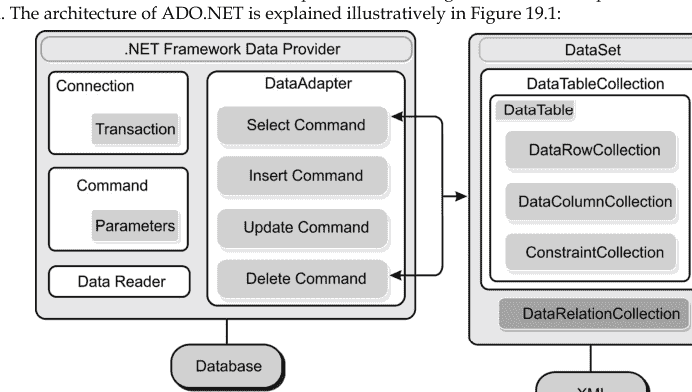 . The architecture of ADO.NET is explained illustratively in Figure 19.1:
.NET Framework Data Provider
Connection
Transaction
Command
Parameters
Data Reader
DataAdapter
Select Command
Insert Command
Update Command
Delete Command
Database
DataSet
DataTableCollection
DataTable
DataRowCollection
DataColumnCollection
ConstraintCollection
DataRelationCollection